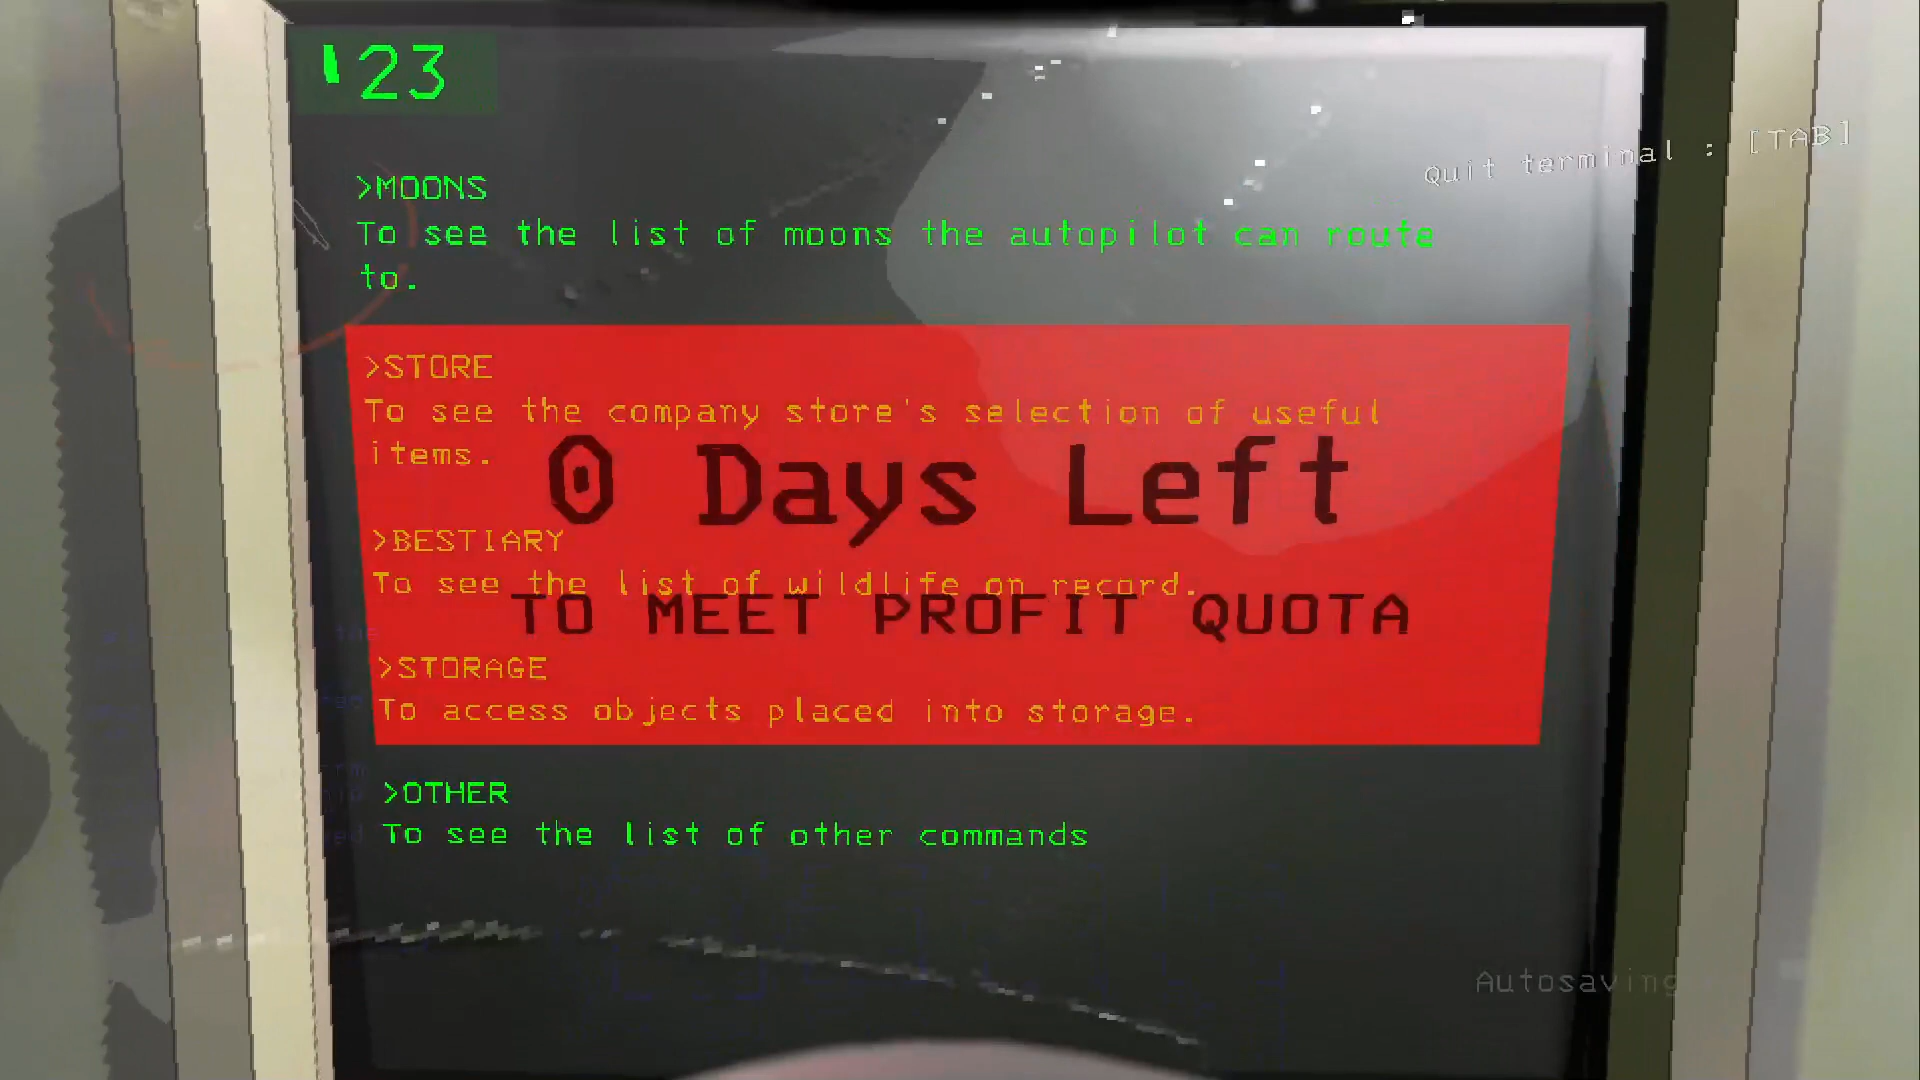 23
Quit terminal : [TAB]
>MOONS
To see the list of moons the autopilot can route
to.
>STORE
To see the company store's selection of useful
items.
0 Days Left
>BESTIARY
To see the list of wildlife on record.
TO MEET PROFIT QUOTA
>STORAGE
To access objects placed into storage.
>OTHER
To see the list of other commands
Autosaving